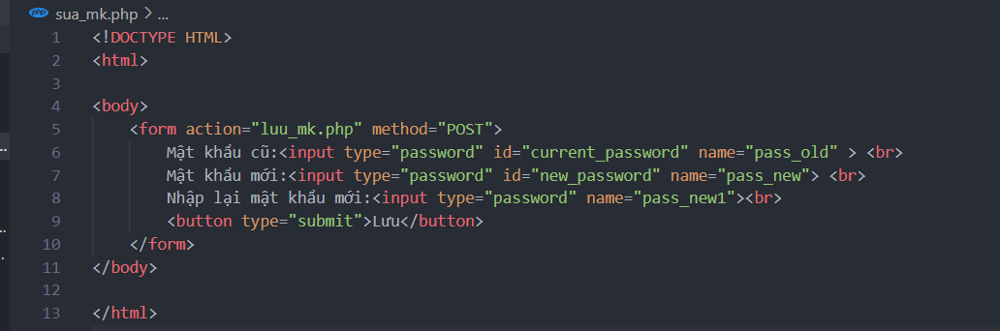 php sua_mk.php > ...
1 <!DOCTYPE HTML>
2 <html>
3
4 <body>
5 <form action="luu_mk.php" method="POST">
6 Mật khẩu cũ:<input type="password" id="current_password" name="pass_old" > <br>
7 Mật khẩu mới:<input type="password" id="new_password" name="pass_new"> <br>
8 Nhập lại mật khẩu mới:<input type="password" name="pass_new1"><br>
9 <button type="submit">Lưu</button>
10 </form>
11 </body>
12
13 </html>